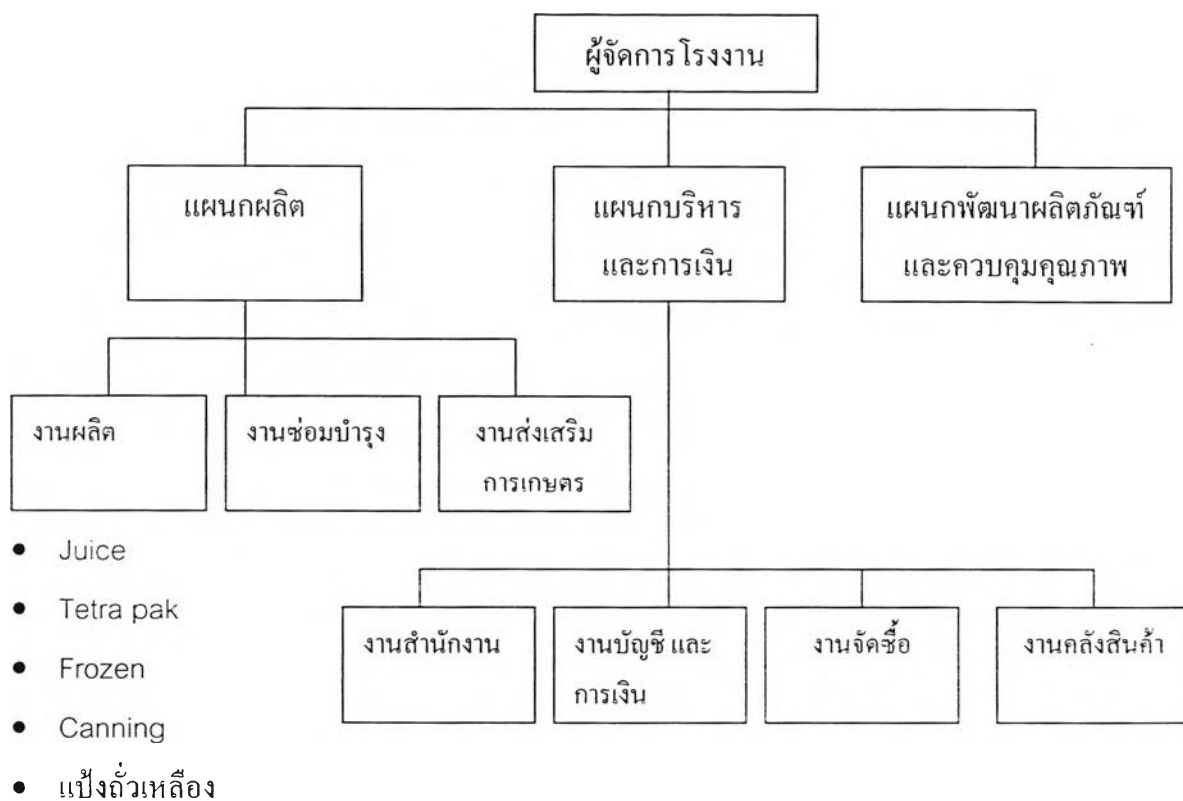 ผู้จัดการโรงงาน
แผนกผลิต
แผนกบริหาร
และการเงิน
แผนกพัฒนาผลิตภัณฑ์
และควบคุมคุณภาพ
งานผลิต
งานซ่อมบำรุง
งานส่งเสริม
การเกษตร
• Juice
• Tetra pak
• Frozen
• Canning
• แป้งถั่วเหลือง
งานสำนักงาน
งานบัญชี และ
การเงิน
งานจัดซื้อ
งานคลังสินค้า